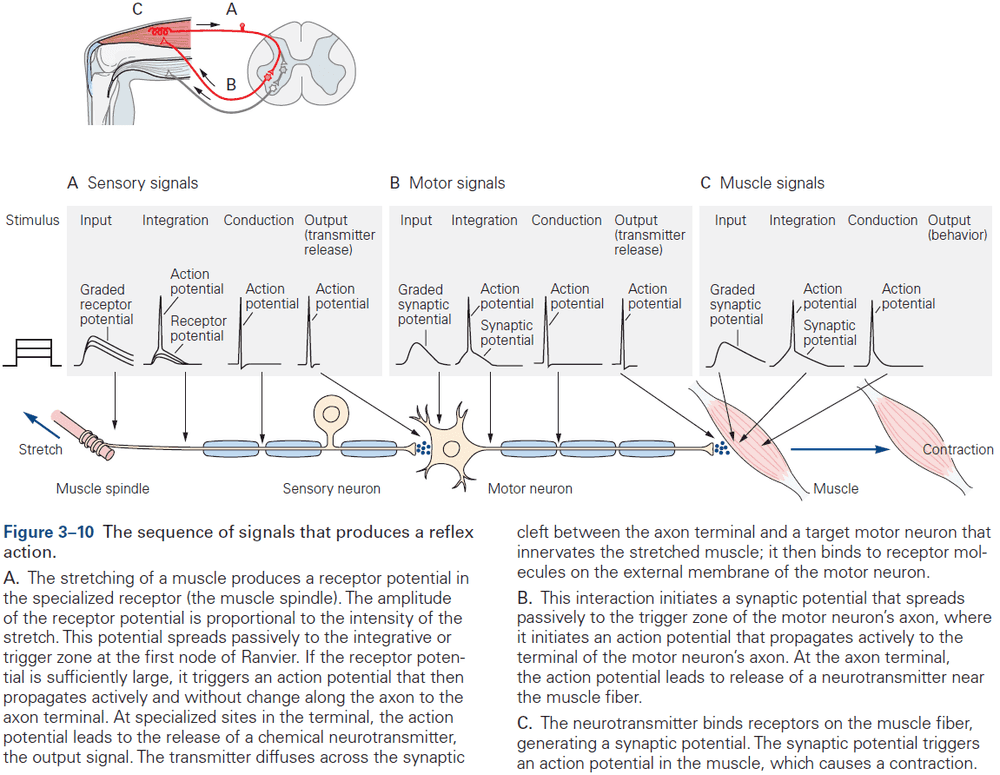 C
A
B
A Sensory signals
B Motor signals
C Muscle signals
Stimulus
Input
Integration
Conduction
Output
(transmitter
release)
Input
Integration
Conduction
Output
(transmitter
release)
Input
Integration
Conduction
Output
(behavior)
Graded
receptor
potential
Action
potential
Receptor
potential
Action
potential
Action
potential
Graded
synaptic
potential
Action
potential
Synaptic
potential
Action
potential
Action
potential
Graded
synaptic
potential
Action
potential
Synaptic
potential
Action
potential
Stretch
Contraction
Muscle spindle
Sensory neuron
Motor neuron
Muscle
Figure 3–10 The sequence of signals that produces a reflex
action.
A. The stretching of a muscle produces a receptor potential in
the specialized receptor (the muscle spindle). The amplitude
of the receptor potential is proportional to the intensity of the
stretch. This potential spreads passively to the integrative or
trigger zone at the first node of Ranvier. If the receptor poten-
tial is sufficiently large, it triggers an action potential that then
propagates actively and without change along the axon to the
axon terminal. At specialized sites in the terminal, the action
potential leads to the release of a chemical neurotransmitter,
the output signal. The transmitter diffuses across the synaptic
cleft between the axon terminal and a target motor neuron that
innervates the stretched muscle; it then binds to receptor mol-
ecules on the external membrane of the motor neuron.
B. This interaction initiates a synaptic potential that spreads
passively to the trigger zone of the motor neuron's axon, where
it initiates an action potential that propagates actively to the
terminal of the motor neuron's axon. At the axon terminal,
the action potential leads to release of a neurotransmitter near
the muscle fiber.
C. The neurotransmitter binds receptors on the muscle fiber,
generating a synaptic potential. The synaptic potential triggers
an action potential in the muscle, which causes a contraction.